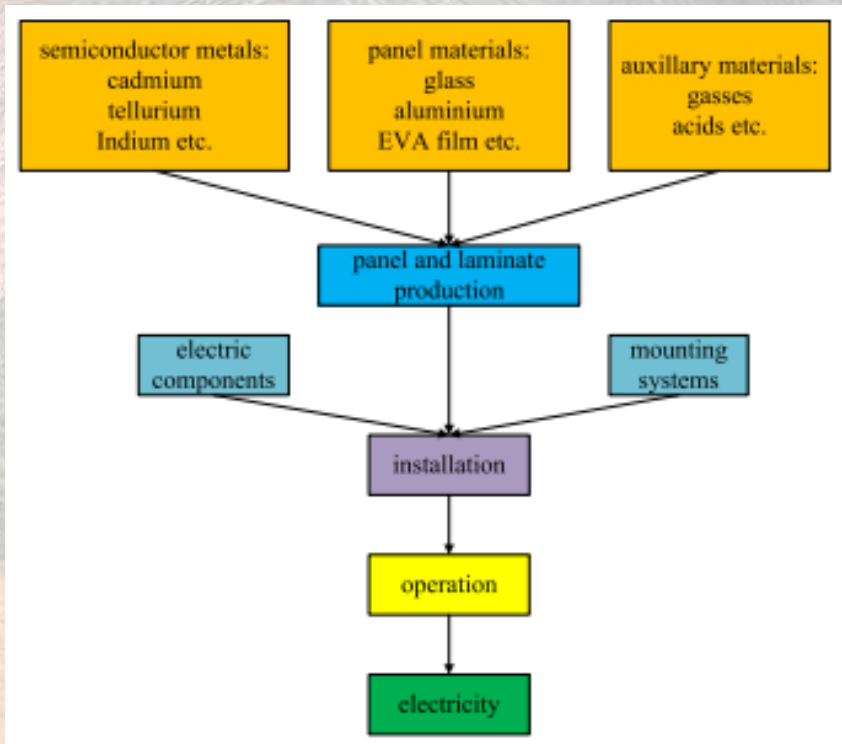 semiconductor metals:
cadmium
tellurium
Indium etc.
panel materials:
glass
aluminium
EVA film etc.
auxillary materials:
gasses
acids etc.
panel and laminate
production
electric
components
mounting
systems
installation
operation
electricity